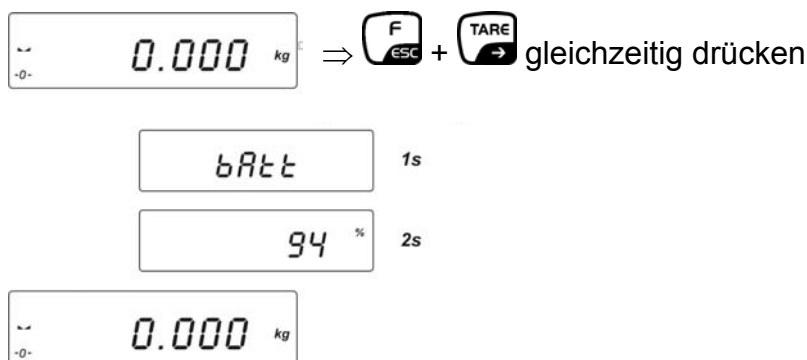 0.000 kg ⇒ F ESC + TARE → gleichzeitig drücken
-0-
bAtt 1s
94 % 2s
0.000 kg
-0-